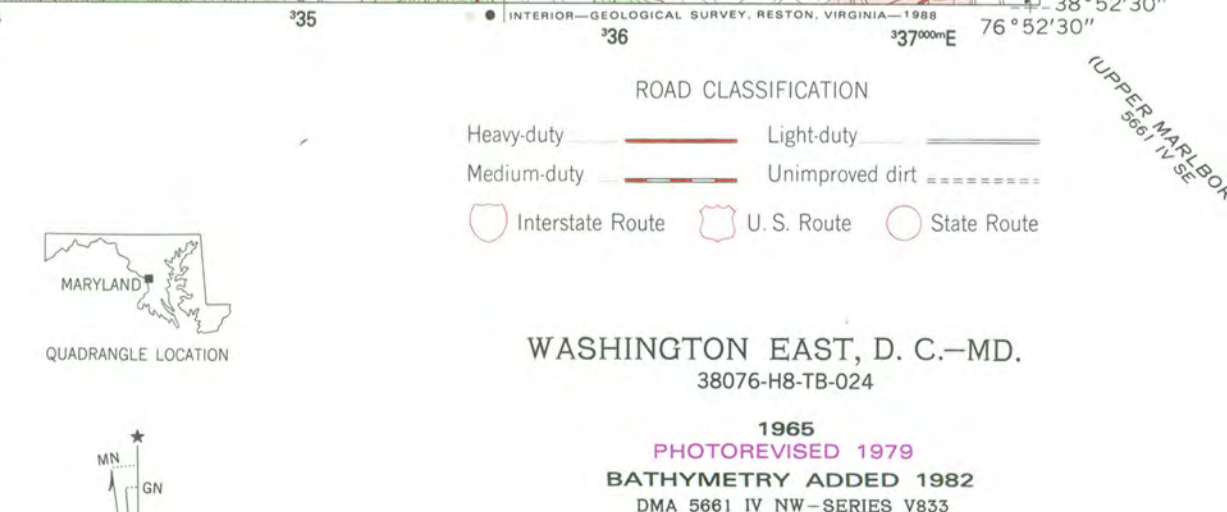 ³35
INTERIOR—GEOLOGICAL SURVEY, RESTON, VIRGINIA—1988
³36
³37⁰⁰⁰ᵐE
38°52'30"
76°52'30"
(UPPER MARLBOR
5661 IV SE
ROAD CLASSIFICATION
Heavy-duty Light-duty
Medium-duty Unimproved dirt
Interstate Route U. S. Route State Route
MARYLAND
QUADRANGLE LOCATION
WASHINGTON EAST, D. C.—MD.
38076-H8-TB-024
1965
PHOTOREVISED 1979
BATHYMETRY ADDED 1982
DMA 5661 IV NW—SERIES V833
MN
GN